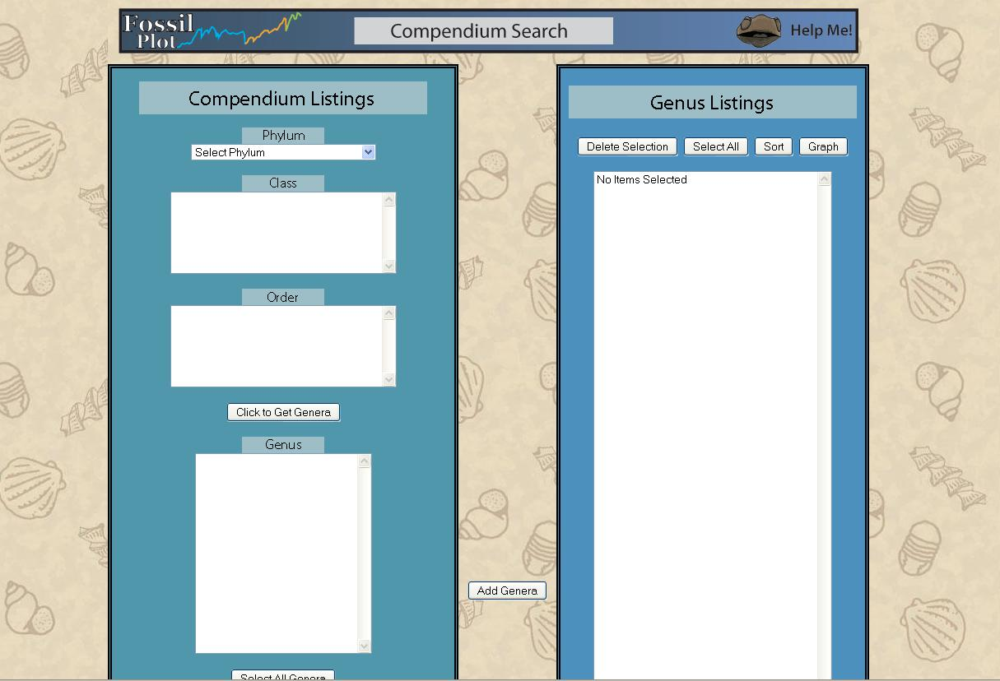 Fossil
Plot
Compendium Search
Help Me!
Compendium Listings
Phylum
Select Phylum
Class
Order
Click to Get Genera
Genus
Select All Genera
Add Genera
Genus Listings
Delete Selection
Select All
Sort
Graph
No Items Selected